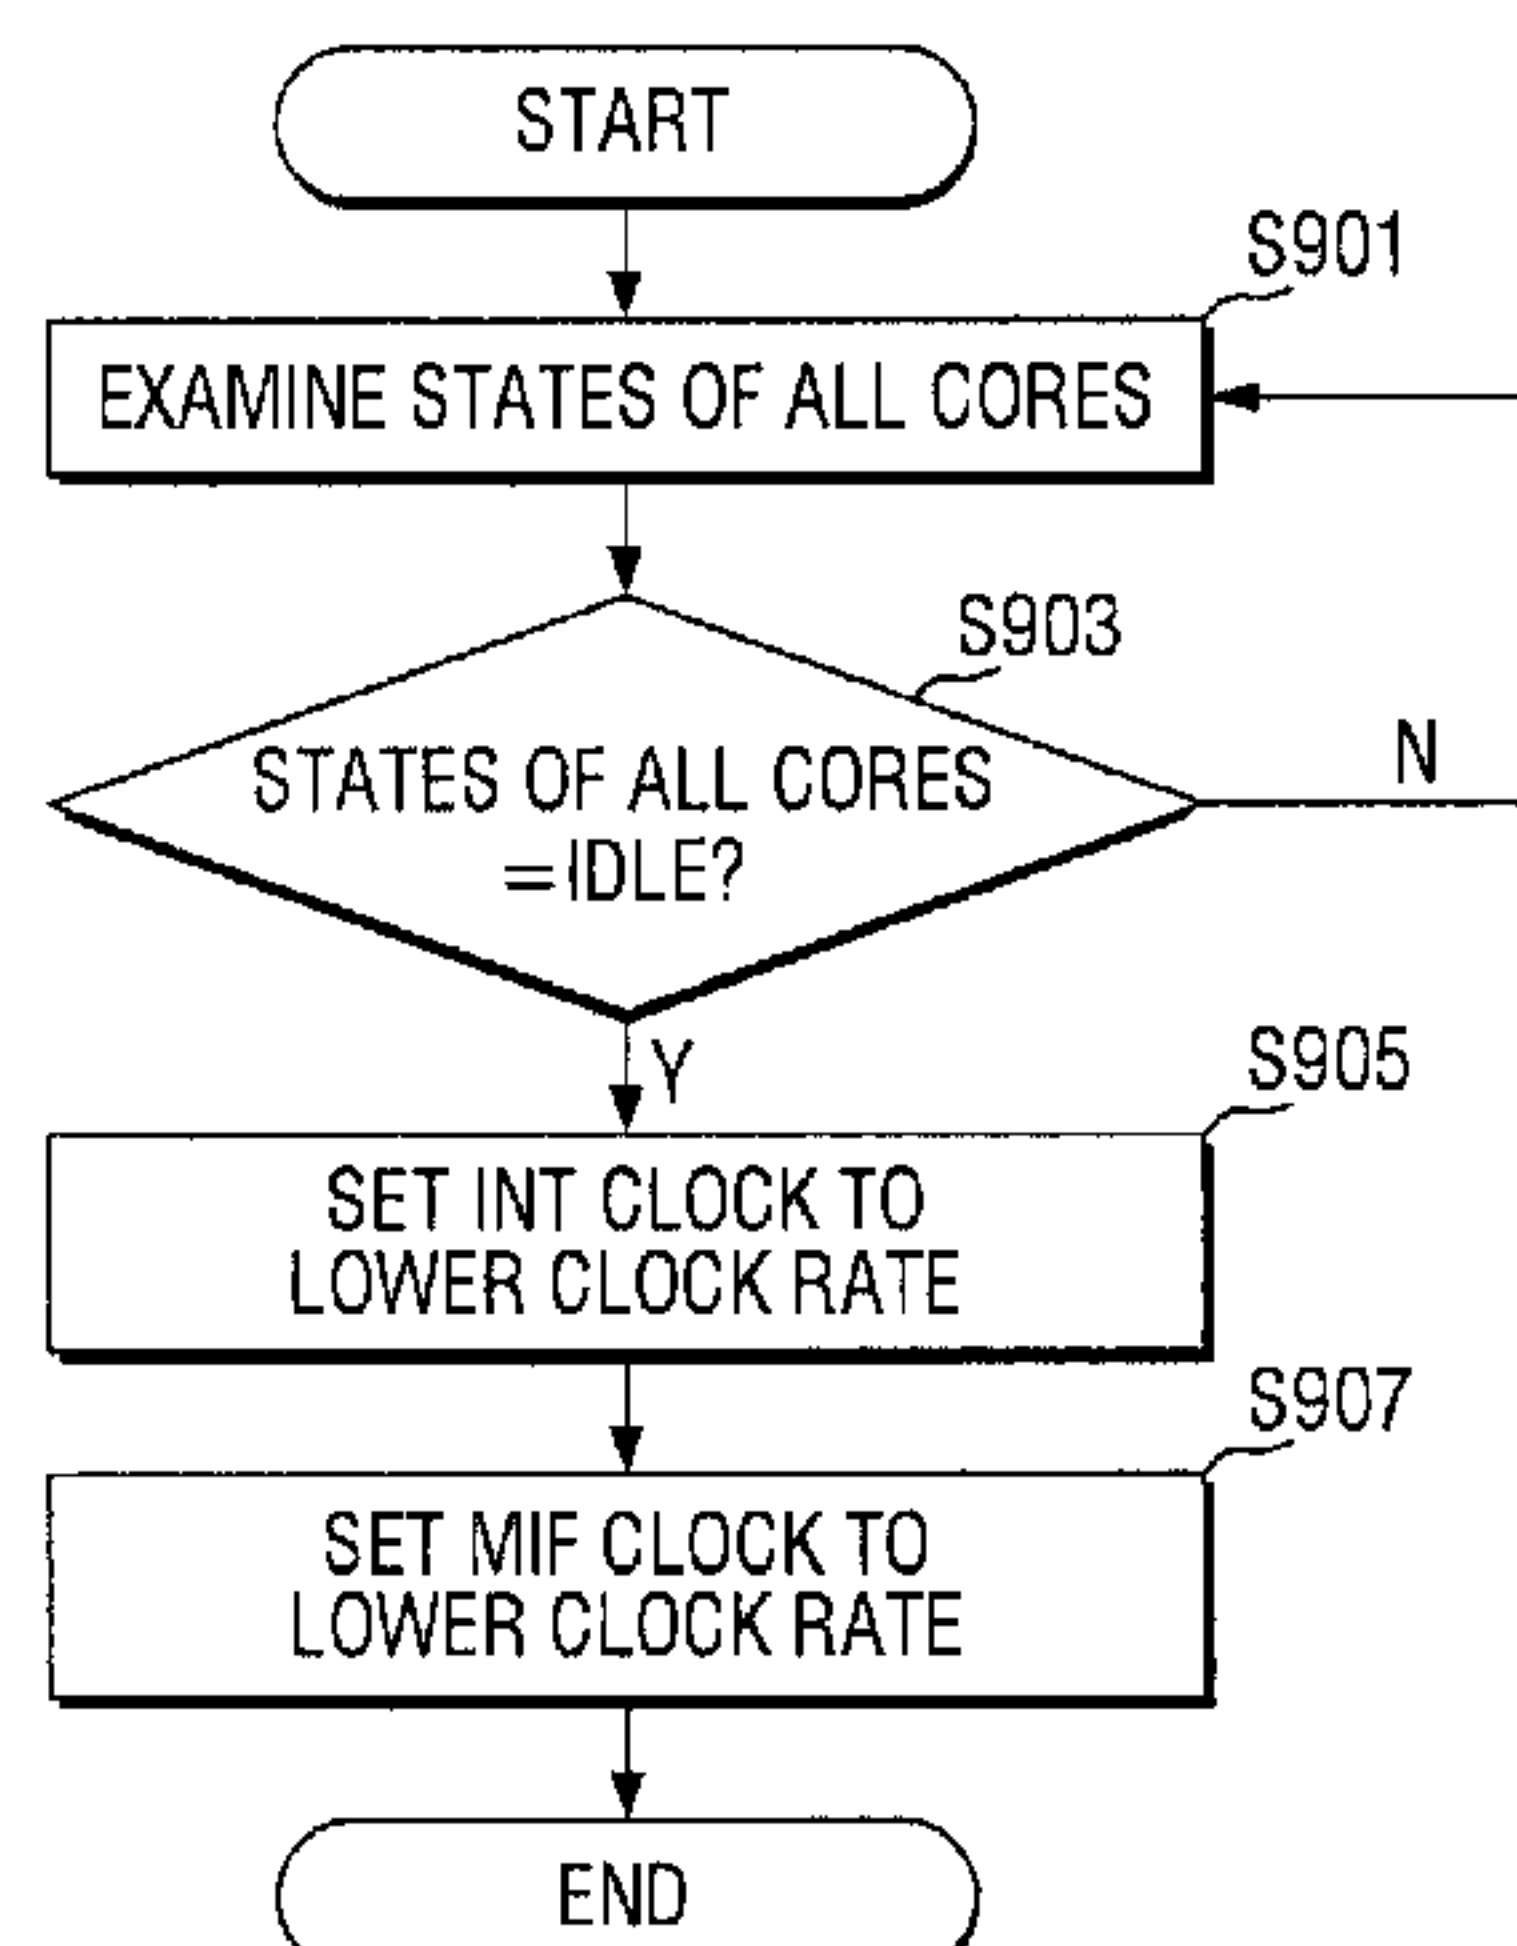 START
S901
EXAMINE STATES OF ALL CORES
S903
STATES OF ALL CORES
=IDLE?
N
Y
S905
SET INT CLOCK TO
LOWER CLOCK RATE
S907
SET MIF CLOCK TO
LOWER CLOCK RATE
END